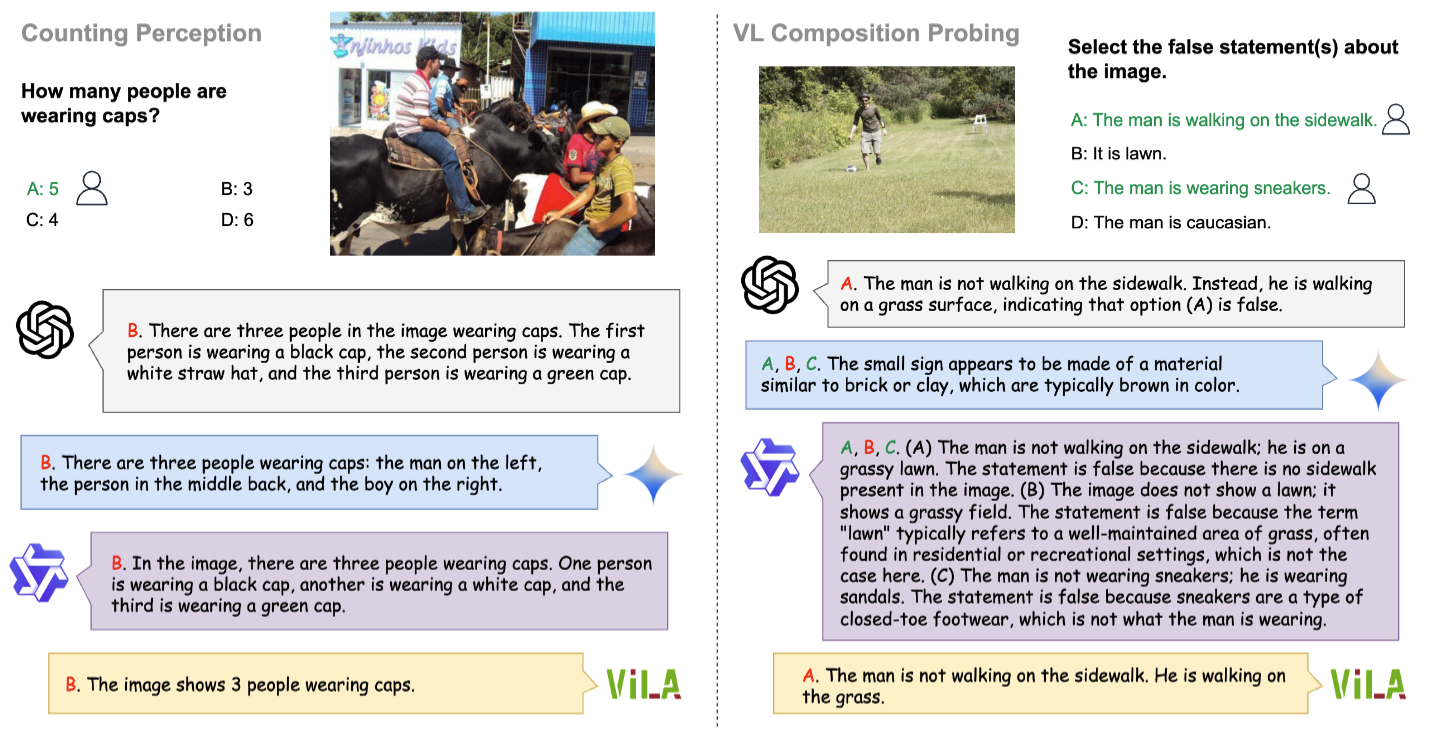 Counting Perception
How many people are
wearing caps?
A: 5
B: 3
C: 4
D: 6
njinhos Kids
B. There are three people in the image wearing caps. The first
person is wearing a black cap, the second person is wearing a
white straw hat, and the third person is wearing a green cap.
B. There are three people wearing caps: the man on the left,
the person in the middle back, and the boy on the right.
B. In the image, there are three people wearing caps. One person
is wearing a black cap, another is wearing a white cap, and the
third is wearing a green cap.
B. The image shows 3 people wearing caps.
ViLA
VL Composition Probing
Select the false statement(s) about
the image.
A: The man is walking on the sidewalk.
B: It is lawn.
C: The man is wearing sneakers.
D: The man is caucasian.
A. The man is not walking on the sidewalk. Instead, he is walking
on a grass surface, indicating that option (A) is false.
A, B, C. The small sign appears to be made of a material
similar to brick or clay, which are typically brown in color.
A, B, C. (A) The man is not walking on the sidewalk; he is on a
grassy lawn. The statement is false because there is no sidewalk
present in the image. (B) The image does not show a lawn; it
shows a grassy field. The statement is false because the term
"lawn" typically refers to a well-maintained area of grass, often
found in residential or recreational settings, which is not the
case here. (C) The man is not wearing sneakers; he is wearing
sandals. The statement is false because sneakers are a type of
closed-toe footwear, which is not what the man is wearing.
A. The man is not walking on the sidewalk. He is walking on
the grass.
ViLA